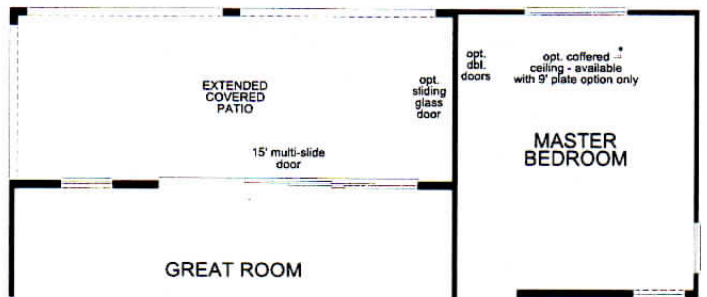 EXTENDED
COVERED
PATIO
opt.
sliding
glass
door
15' multi-slide
door
opt.
dbl.
doors
opt. coffered
ceiling - available
with 9' plate option only
MASTER
BEDROOM
GREAT ROOM